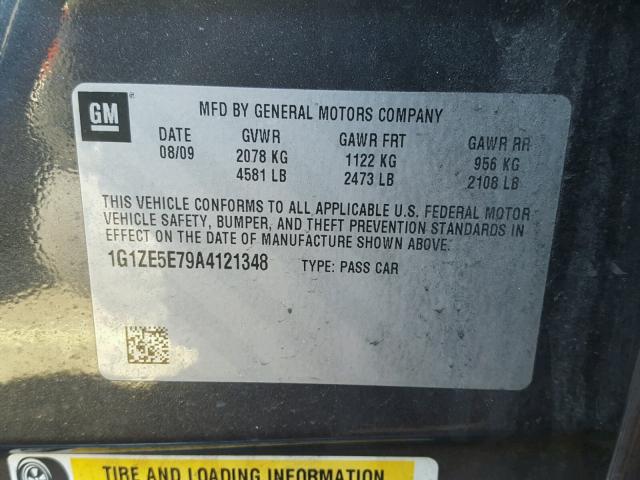 GM
MFD BY GENERAL MOTORS COMPANY
DATE GVWR GAWR FRT GAWR RR
08/09 2078 KG 1122 KG 956 KG
4581 LB 2473 LB 2108 LB
THIS VEHICLE CONFORMS TO ALL APPLICABLE U.S. FEDERAL MOTOR
VEHICLE SAFETY, BUMPER, AND THEFT PREVENTION STANDARDS IN
EFFECT ON THE DATE OF MANUFACTURE SHOWN ABOVE.
1G1ZE5E79A4121348 TYPE: PASS CAR
TIRE AND LOADING INFORMATION